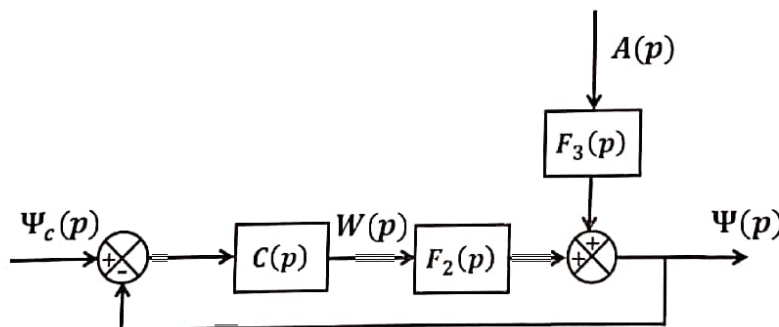 A(p)
F₃(p)
Ψ_c(p)
W(p)
Ψ(p)
+
+
+
-
C(p)
F₂(p)
+